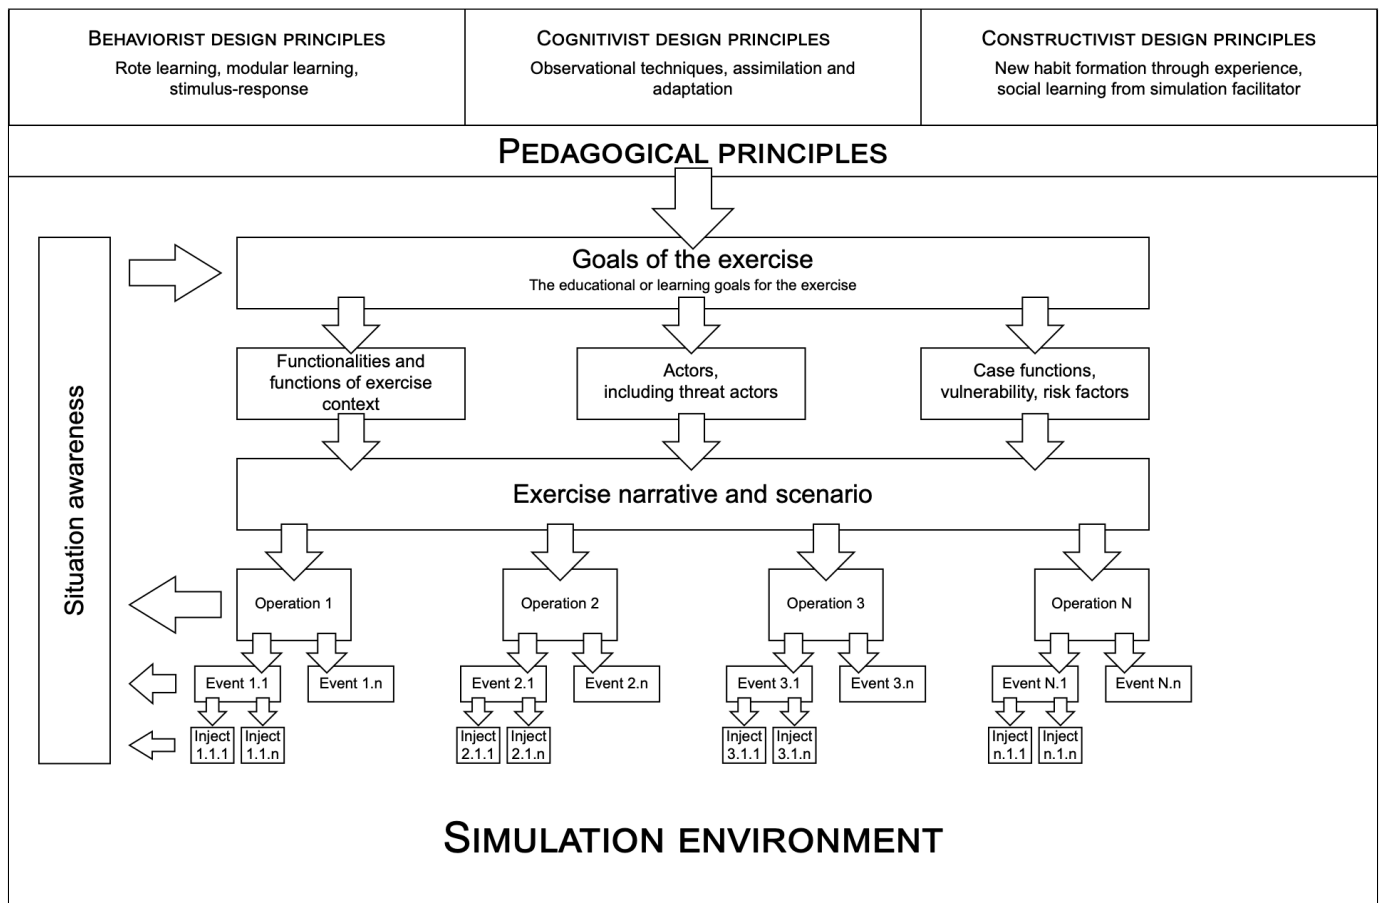 BEHAVIORIST DESIGN PRINCIPLES
Rote learning, modular learning,
stimulus-response
COGNITIVIST DESIGN PRINCIPLES
Observational techniques, assimilation and
adaptation
CONSTRUCTIVIST DESIGN PRINCIPLES
New habit formation through experience,
social learning from simulation facilitator
PEDAGOGICAL PRINCIPLES
Situation awareness
Goals of the exercise
The educational or learning goals for the exercise
Functionalities and
functions of exercise
context
Actors,
including threat actors
Case functions,
vulnerability, risk factors
Exercise narrative and scenario
Operation 1
Operation 2
Operation 3
Operation N
Event 1.1
Event 1.n
Event 2.1
Event 2.n
Event 3.1
Event 3.n
Event N.1
Event N.n
Inject
1.1.1
Inject
1.1.n
Inject
2.1.1
Inject
2.1.n
Inject
3.1.1
Inject
3.1.n
Inject
n.1.1
Inject
n.1.n
SIMULATION ENVIRONMENT